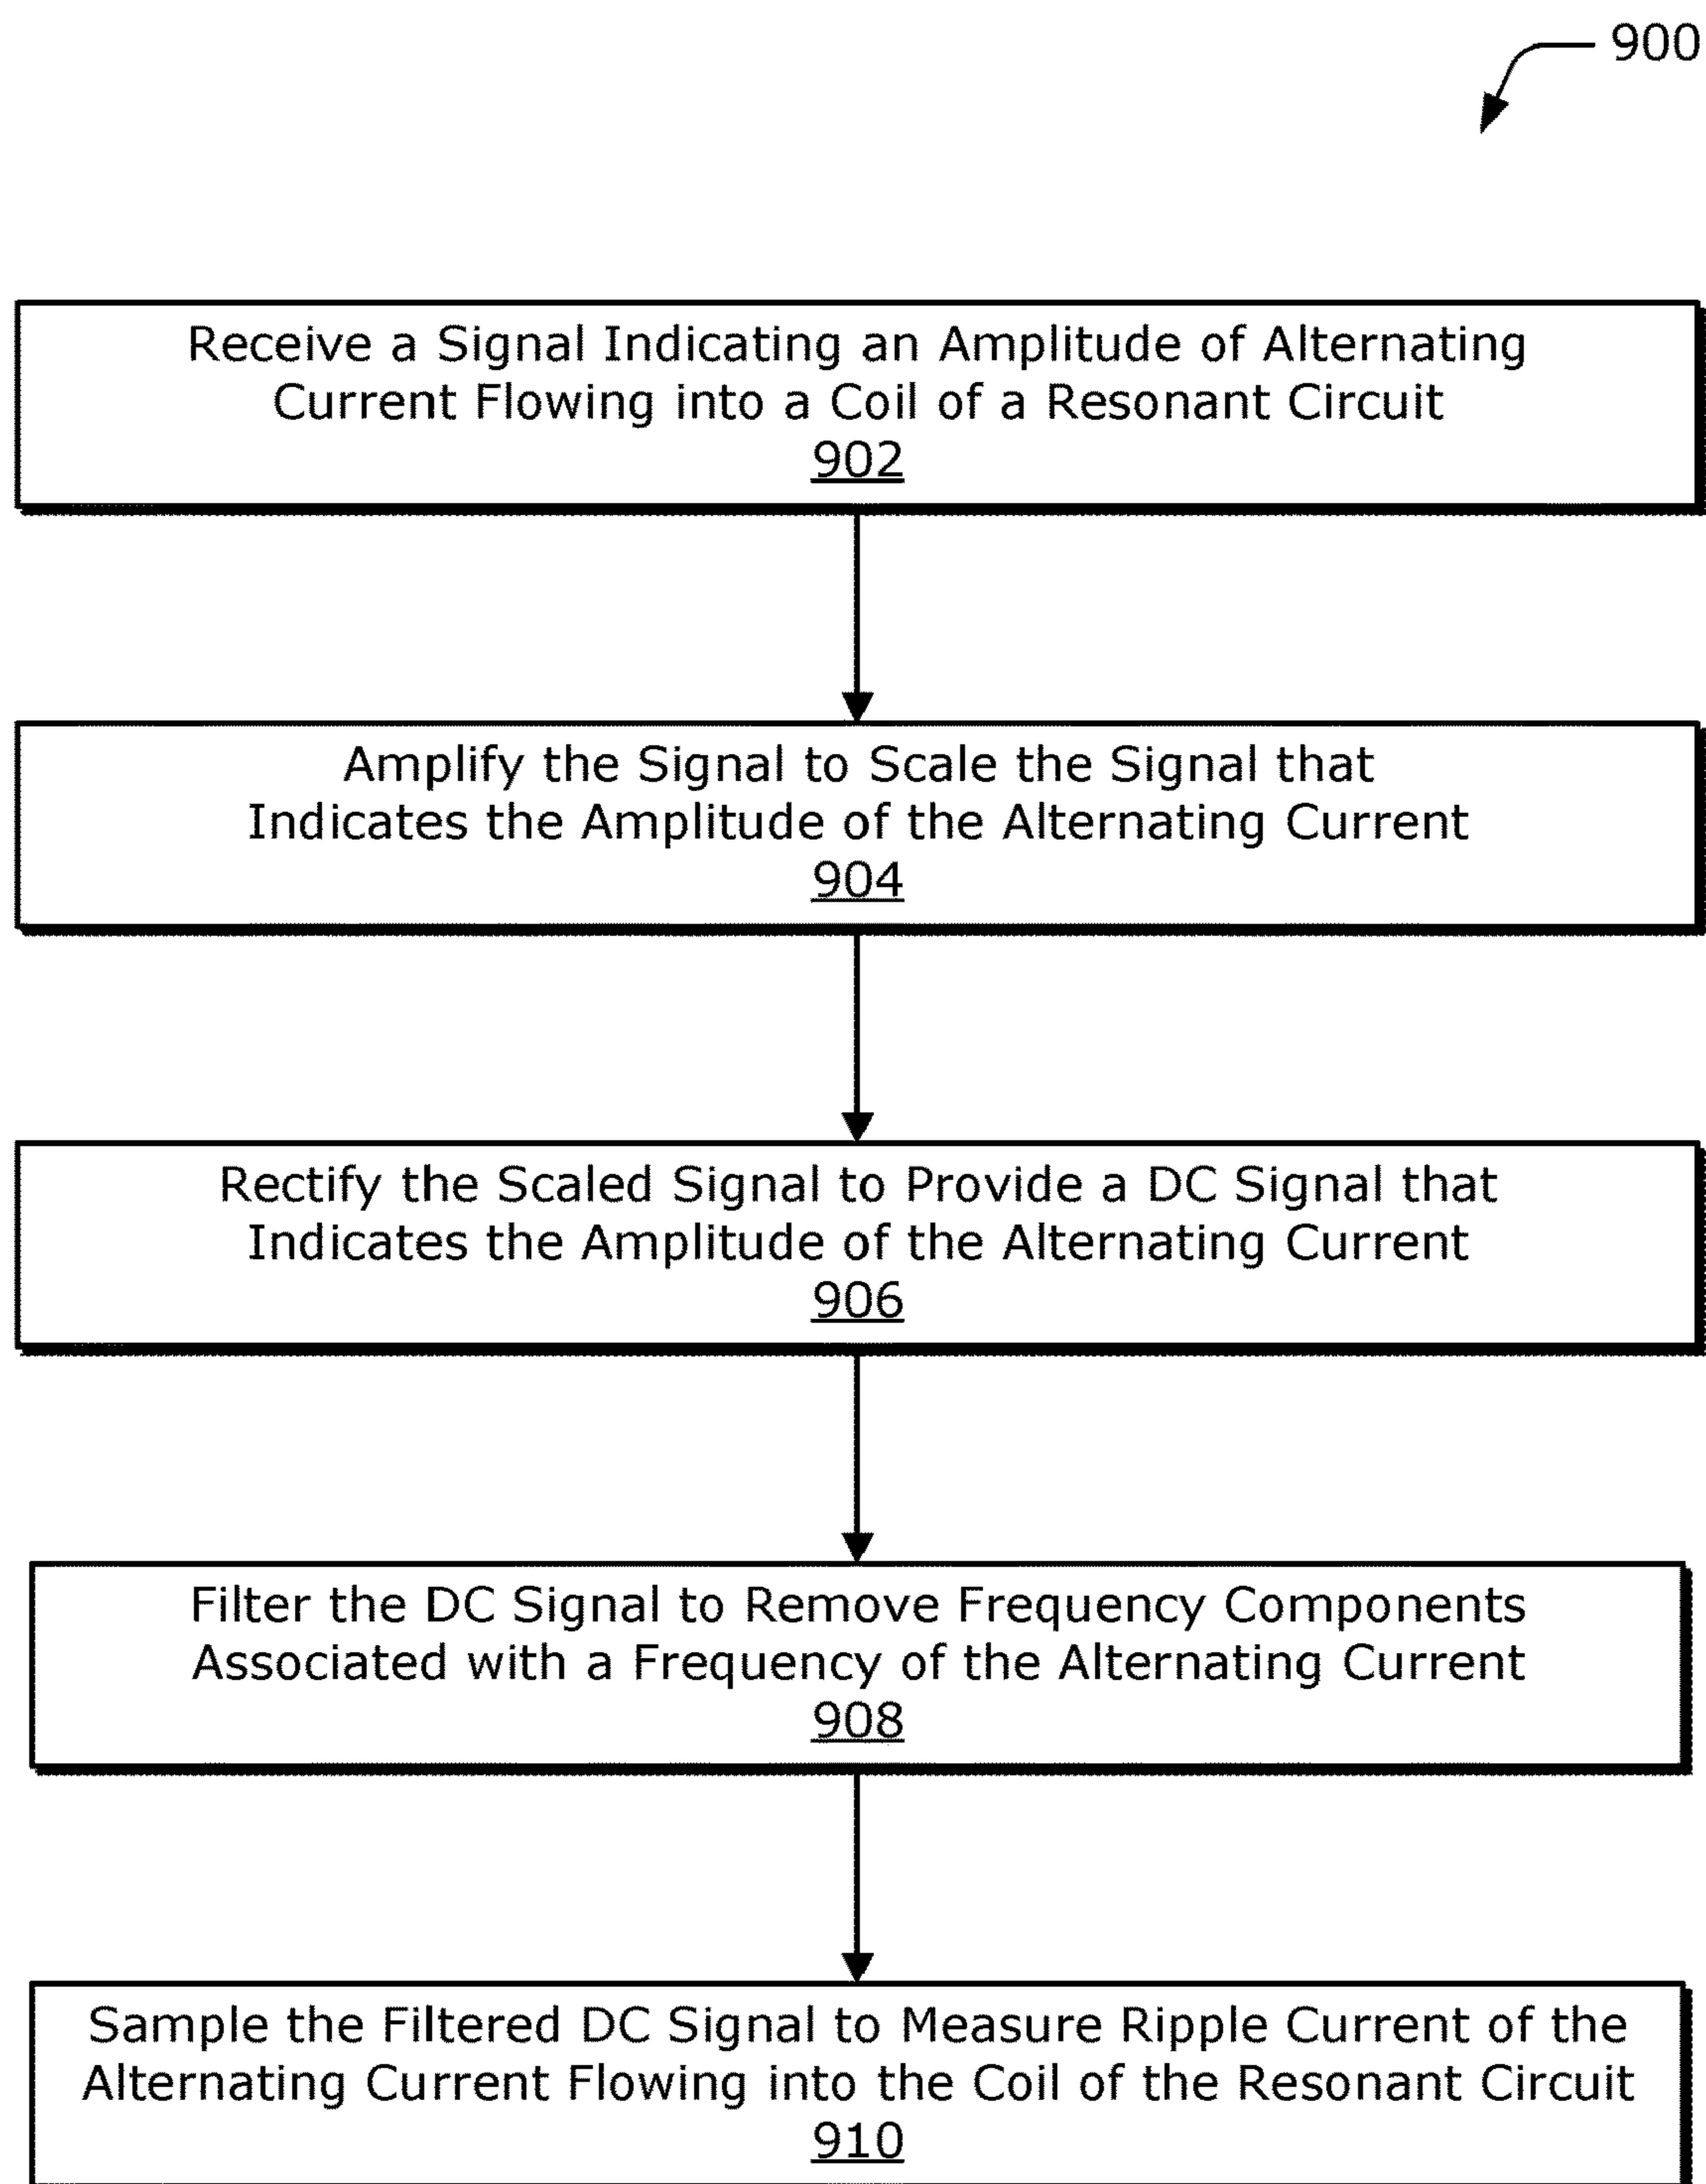 900
Receive a Signal Indicating an Amplitude of Alternating
Current Flowing into a Coil of a Resonant Circuit
902
Amplify the Signal to Scale the Signal that
Indicates the Amplitude of the Alternating Current
904
Rectify the Scaled Signal to Provide a DC Signal that
Indicates the Amplitude of the Alternating Current
906
Filter the DC Signal to Remove Frequency Components
Associated with a Frequency of the Alternating Current
908
Sample the Filtered DC Signal to Measure Ripple Current of the
Alternating Current Flowing into the Coil of the Resonant Circuit
910